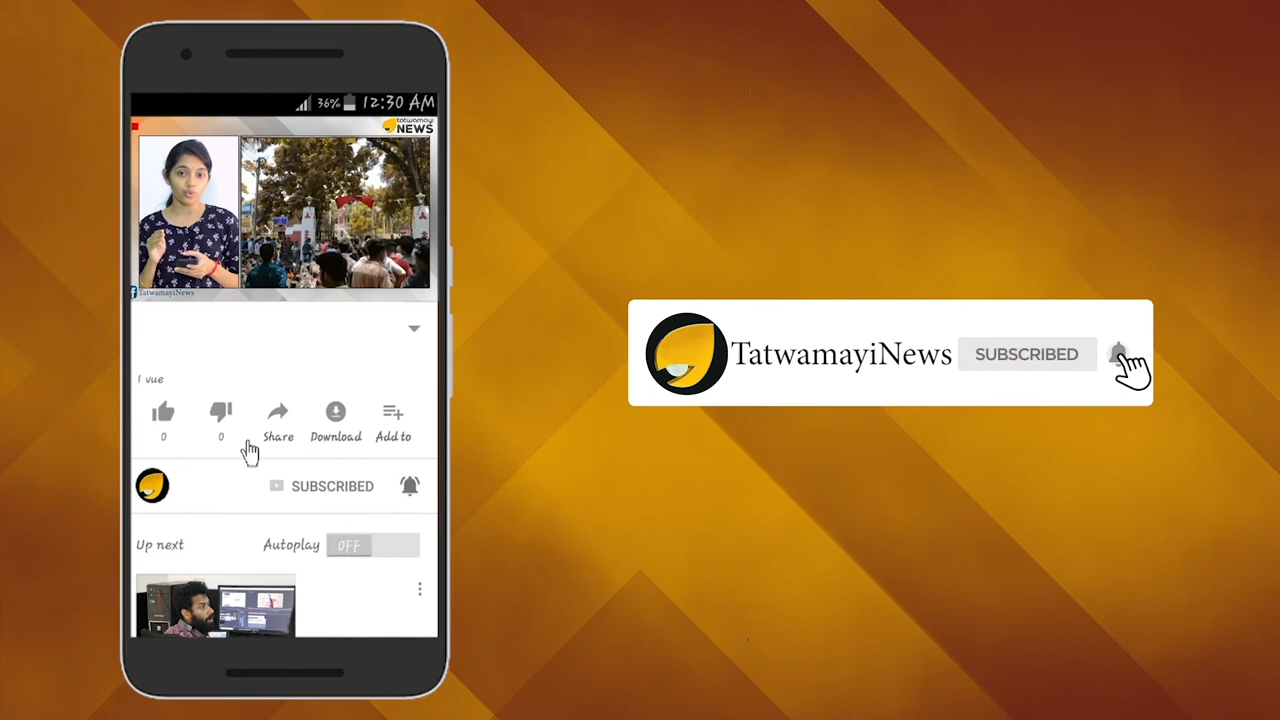 36% 12:30 AM
tatwamayi
NEWS
TatwamayiNews
1 vue
0 0 Share Download Add to
SUBSCRIBED
Up next Autoplay OFF
TatwamayiNews SUBSCRIBED